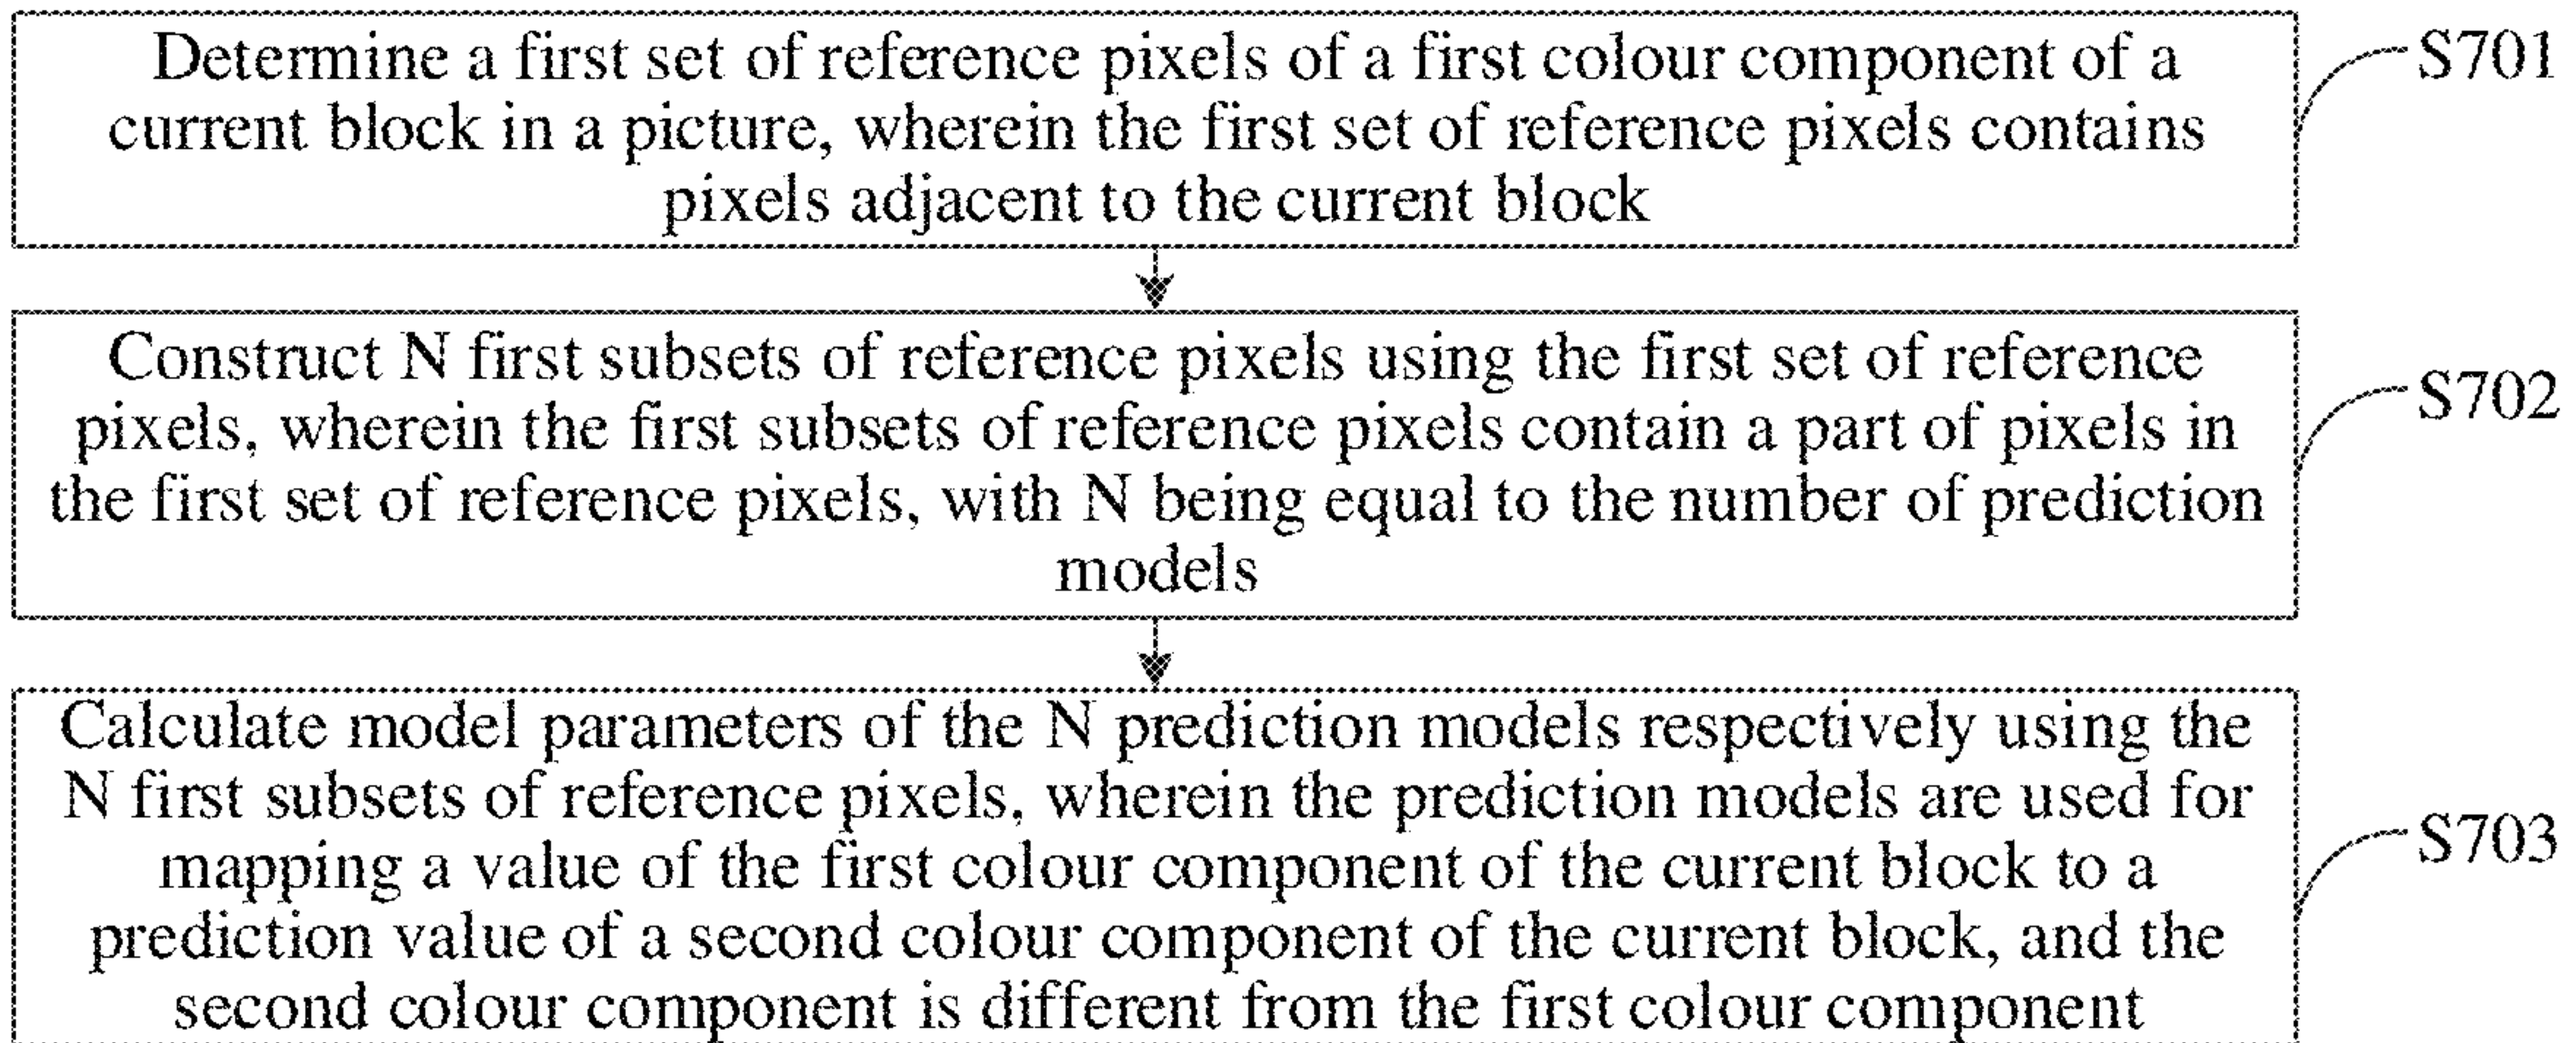 Determine a first set of reference pixels of a first colour component of a
current block in a picture, wherein the first set of reference pixels contains
pixels adjacent to the current block
S701
Construct N first subsets of reference pixels using the first set of reference
pixels, wherein the first subsets of reference pixels contain a part of pixels in
the first set of reference pixels, with N being equal to the number of prediction
models
S702
Calculate model parameters of the N prediction models respectively using the
N first subsets of reference pixels, wherein the prediction models are used for
mapping a value of the first colour component of the current block to a
prediction value of a second colour component of the current block, and the
second colour component is different from the first colour component
S703